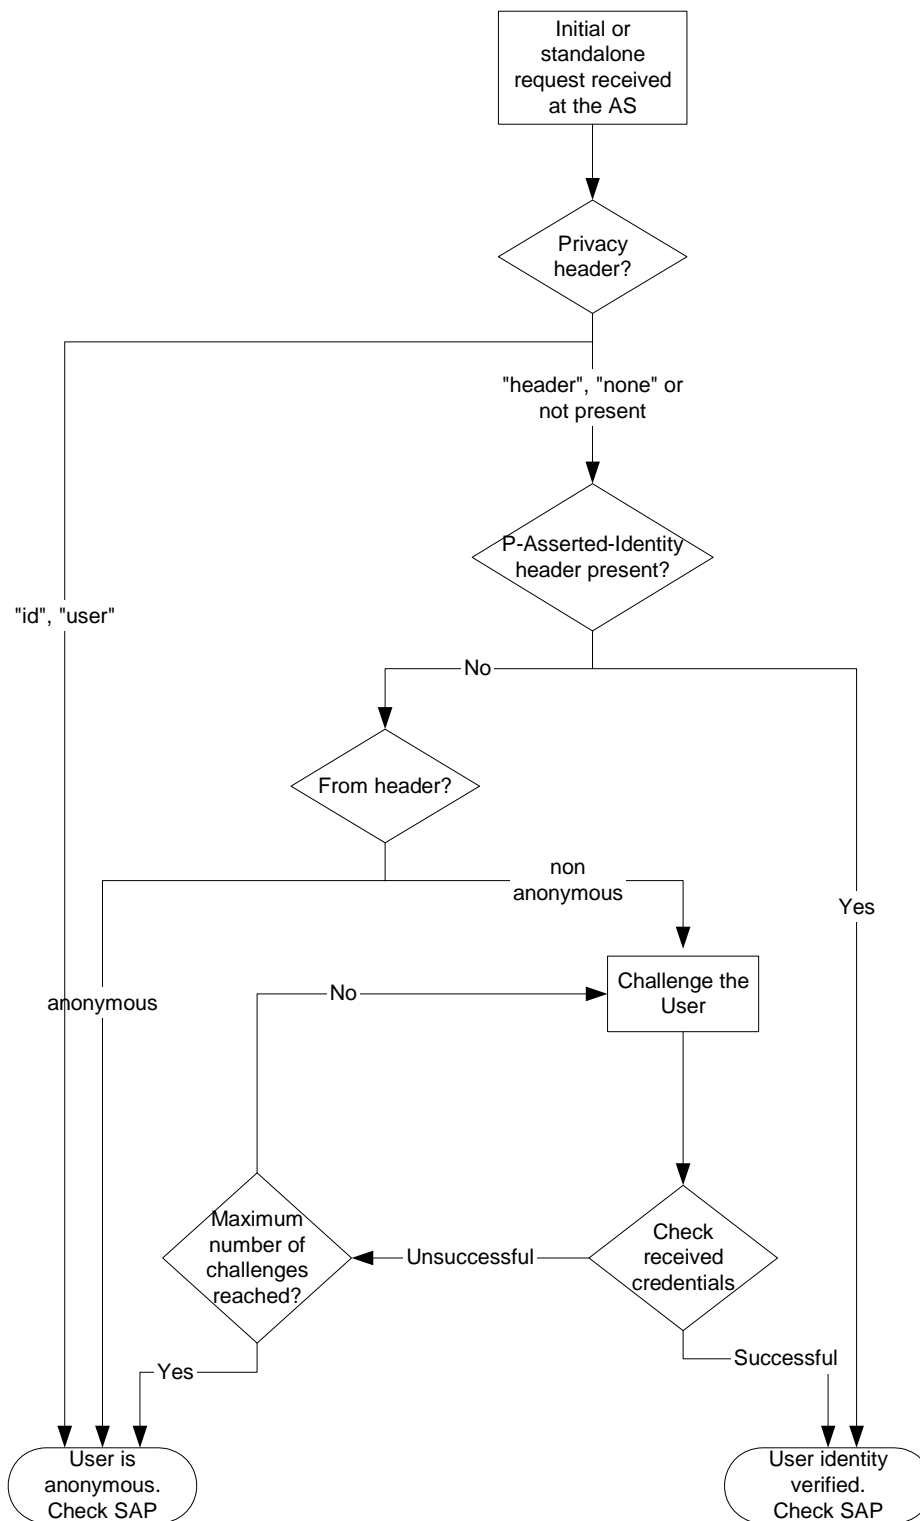 Initial or
standalone
request received
at the AS
Privacy
header?
"header", "none" or
not present
P-Asserted-Identity
header present?
"id", "user"
No
From header?
non
anonymous
Yes
anonymous
No
Challenge the
User
Maximum
number of
challenges
reached?
Unsuccessful
Check
received
credentials
Yes
Successful
User is
anonymous.
Check SAP
User identity
verified.
Check SAP